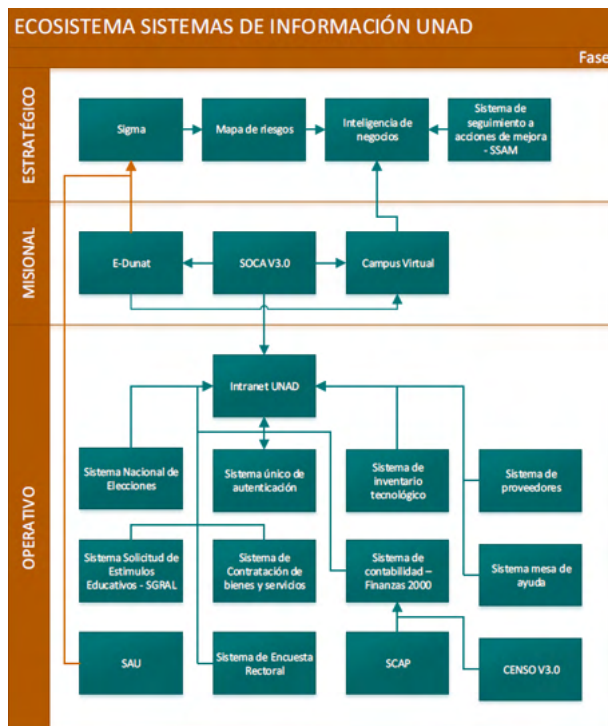 ECOSISTEMA SISTEMAS DE INFORMACIÓN UNAD
Fase
ESTRATÉGICO
Sigma
Mapa de riesgos
Inteligencia de
negocios
Sistema de
seguimiento a
acciones de mejora
- SSAM
MISIONAL
E-Dunat
SOCA V3.0
Campus Virtual
OPERATIVO
Intranet UNAD
Sistema Nacional de
Elecciones
Sistema único de
autenticación
Sistema de
inventario
tecnológico
Sistema de
proveedores
Sistema Solicitud de
Estímulos
Educativos - SGRAL
Sistema de
Contratación de
bienes y servicios
Sistema de
contabilidad –
Finanzas 2000
Sistema mesa de
ayuda
SAU
Sistema de Encuesta
Rectoral
SCAP
CENSO V3.0